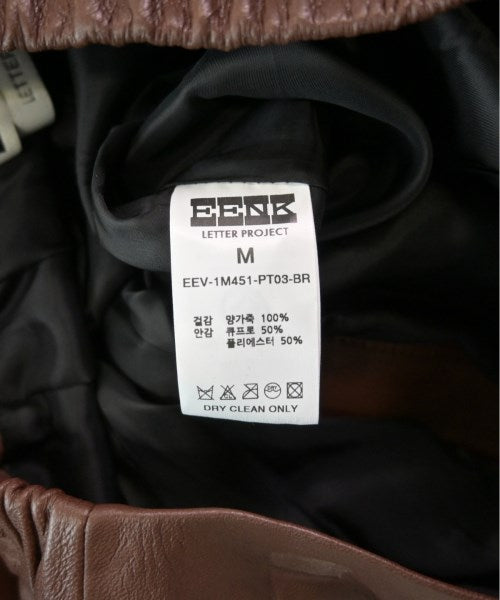 LETTER
EENK
LETTER PROJECT
M
EEV-1M451-PT03-BR
겉감 양가죽 100%
안감 큐프로 50%
폴리에스터 50%
DRY CLEAN ONLY